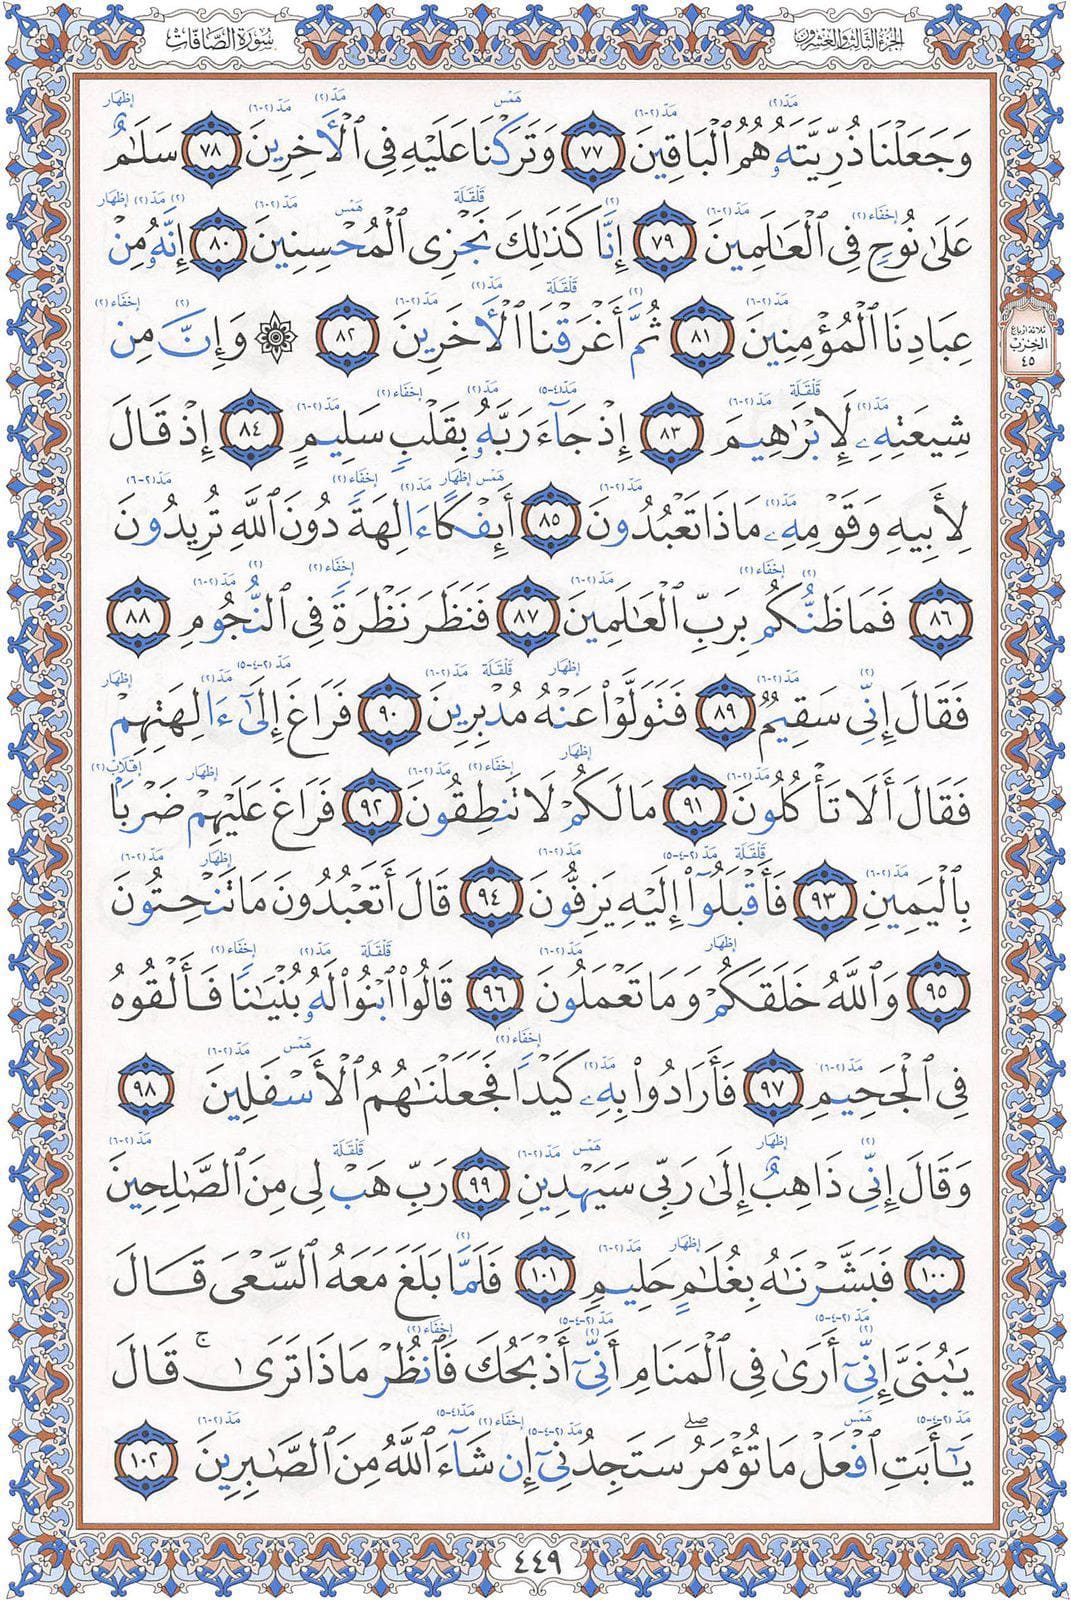 الجزء الثالث والعشرون
سورة الصافات
وَجَعَلْنَا ذُرِّيَّتَهُۥ هُمُ ٱلْبَاقِينَ ٧٧ وَتَرَكْنَا عَلَيْهِ فِى ٱلْأَخِرِينَ ٧٨ سَلَٰمٌ
عَلَىٰ نُوحٍ فِى ٱلْعَٰلَمِينَ ٧٩ إِنَّا كَذَٰلِكَ نَجْزِى ٱلْمُحْسِنِينَ ٨٠ إِنَّهُۥ مِنْ
عِبَادِنَا ٱلْمُؤْمِنِينَ ٨١ ثُمَّ أَغْرَقْنَا ٱلْأَخَرِينَ ٨٢ ۞ وَإِنَّ مِن
ثلاثة أرباع
الحزب
٤٥
شِيعَتِهِۦ لَإِبْرَٰهِيمَ ٨٣ إِذْ جَآءَ رَبَّهُۥ بِقَلْبٍ سَلِيمٍ ٨٤ إِذْ قَالَ
لِأَبِيهِ وَقَوْمِهِۦ مَاذَا تَعْبُدُونَ ٨٥ أَئِفْكًا ءَالِهَةً دُونَ ٱللَّهِ تُرِيدُونَ
٨٦ فَمَا ظَنُّكُم بِرَبِّ ٱلْعَٰلَمِينَ ٨٧ فَنَظَرَ نَظْرَةً فِى ٱلنُّجُومِ ٨٨
فَقَالَ إِنِّى سَقِيمٌ ٨٩ فَتَوَلَّوْا۟ عَنْهُ مُدْبِرِينَ ٩٠ فَرَاغَ إِلَىٰٓ ءَالِهَتِهِمْ
فَقَالَ أَلَا تَأْكُلُونَ ٩١ مَا لَكُمْ لَا تَنطِقُونَ ٩٢ فَرَاغَ عَلَيْهِمْ ضَرْبًۢا
بِٱلْيَمِينِ ٩٣ فَأَقْبَلُوٓا۟ إِلَيْهِ يَزِفُّونَ ٩٤ قَالَ أَتَعْبُدُونَ مَا تَنْحِتُونَ
٩٥ وَٱللَّهُ خَلَقَكُمْ وَمَا تَعْمَلُونَ ٩٦ قَالُوا۟ ٱبْنُوا۟ لَهُۥ بُنْيَٰنًا فَأَلْقُوهُ
فِى ٱلْجَحِيمِ ٩٧ فَأَرَادُوا۟ بِهِۦ كَيْدًا فَجَعَلْنَٰهُمُ ٱلْأَسْفَلِينَ ٩٨
وَقَالَ إِنِّى ذَاهِبٌ إِلَىٰ رَبِّى سَيَهْدِينِ ٩٩ رَبِّ هَبْ لِى مِنَ ٱلصَّٰلِحِينَ
١٠٠ فَبَشَّرْنَٰهُ بِغُلَٰمٍ حَلِيمٍ ١٠١ فَلَمَّا بَلَغَ مَعَهُ ٱلسَّعْىَ قَالَ
يَٰبُنَىَّ إِنِّىٓ أَرَىٰ فِى ٱلْمَنَامِ أَنِّىٓ أَذْبَحُكَ فَٱنظُرْ مَاذَا تَرَىٰ ۚ قَالَ
يَٰٓأَبَتِ ٱفْعَلْ مَا تُؤْمَرُ ۖ سَتَجِدُنِىٓ إِن شَآءَ ٱللَّهُ مِنَ ٱلصَّٰبِرِينَ ١٠٢
٤٤٩